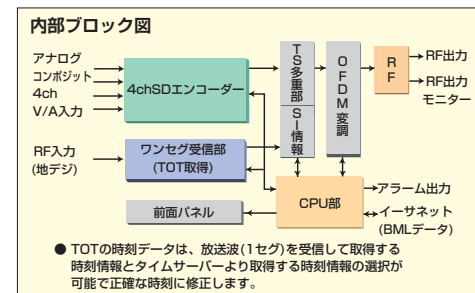 内部ブロック図
アナログ
コンポジット
4ch
V/A入力
4chSDエンコーダー
TS多重部
SI情報
OFDM変調
RF
RF出力
RF出力
モニター
RF入力
(地デジ)
ワンセグ受信部
(TOT取得)
前面パネル
CPU部
アラーム出力
イーサネット
(BMLデータ)
● TOTの時刻データは、放送波(1セグ)を受信して取得する
時刻情報とタイムサーバーより取得する時刻情報の選択が
可能で正確な時刻に修正します。